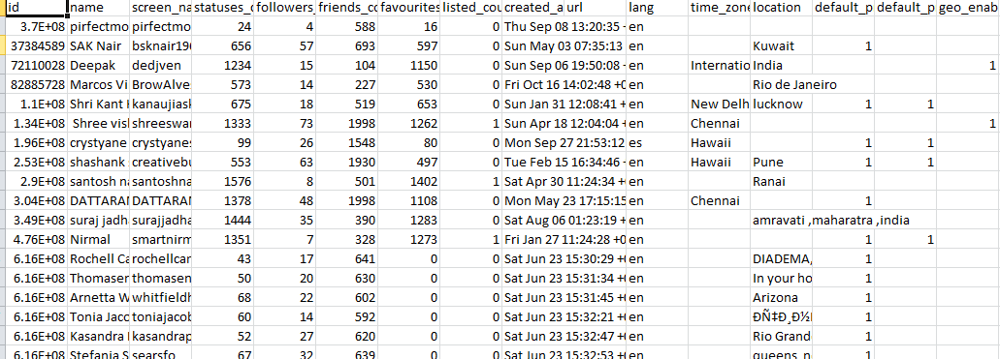 id name screen_na statuses_c followers_ friends_co favourites listed_cou created_a url lang time_zone location default_p default_p geo_enab
3.7E+08 pirfectmo pirfectmo 24 4 588 16 0 Thu Sep 08 13:20:35 en
37384589 SAK Nair bsknair19 656 57 693 597 0 Sun May 03 07:35:13 en Kuwait 1
72110028 Deepak dedjven 1234 15 104 1150 0 Sun Sep 06 19:50:08 en Internatio India 1
82885728 Marcos Vi BrowAlve 573 14 227 530 0 Fri Oct 16 14:02:48 +0 en Rio de Janeiro
1.1E+08 Shri Kant kanaujias 675 18 519 653 0 Sun Jan 31 12:08:41 + en New Delh lucknow 1 1
1.34E+08 Shree vis shreeswa 1333 73 1998 1262 1 Sun Apr 18 12:04:04 + en Chennai 1
1.96E+08 crystyane crystyane 99 26 1548 80 0 Mon Sep 27 21:53:12 es Hawaii 1 1
2.53E+08 shashank creativebu 553 63 1930 497 0 Tue Feb 15 16:34:46 en Hawaii Pune 1 1
2.9E+08 santosh na santoshna 1576 8 501 1402 1 Sat Apr 30 11:24:34 + en Ranai
3.04E+08 DATTARA DATTARA 1378 48 1998 1108 0 Mon May 23 17:15:15 en Chennai 1
3.49E+08 suraj jadh surajjadha 1444 35 390 1283 0 Sat Aug 06 01:23:19 + en amravati ,maharatra ,india
4.76E+08 Nirmal smartnirm 1351 7 328 1273 1 Fri Jan 27 11:24:28 +0 en 1 1
6.16E+08 Rochell Ca rochellcar 43 17 641 0 0 Sat Jun 23 15:30:29 + en DIADEMA, 1
6.16E+08 Thomaser thomasen 50 20 630 0 0 Sat Jun 23 15:31:34 + en In your ho 1
6.16E+08 Arnetta W whitfieldh 68 22 602 0 0 Sat Jun 23 15:31:45 + en Arizona 1
6.16E+08 Tonia Jacc toniajacob 60 14 592 0 0 Sat Jun 23 15:32:21 + en 1
6.16E+08 Kasandra kasandrap 52 27 620 0 0 Sat Jun 23 15:32:47 + en Rio Grand 1
6.16E+08 Stefania S searsfo 67 32 639 0 0 Sat Jun 23 15:32:53 + en queens n 1